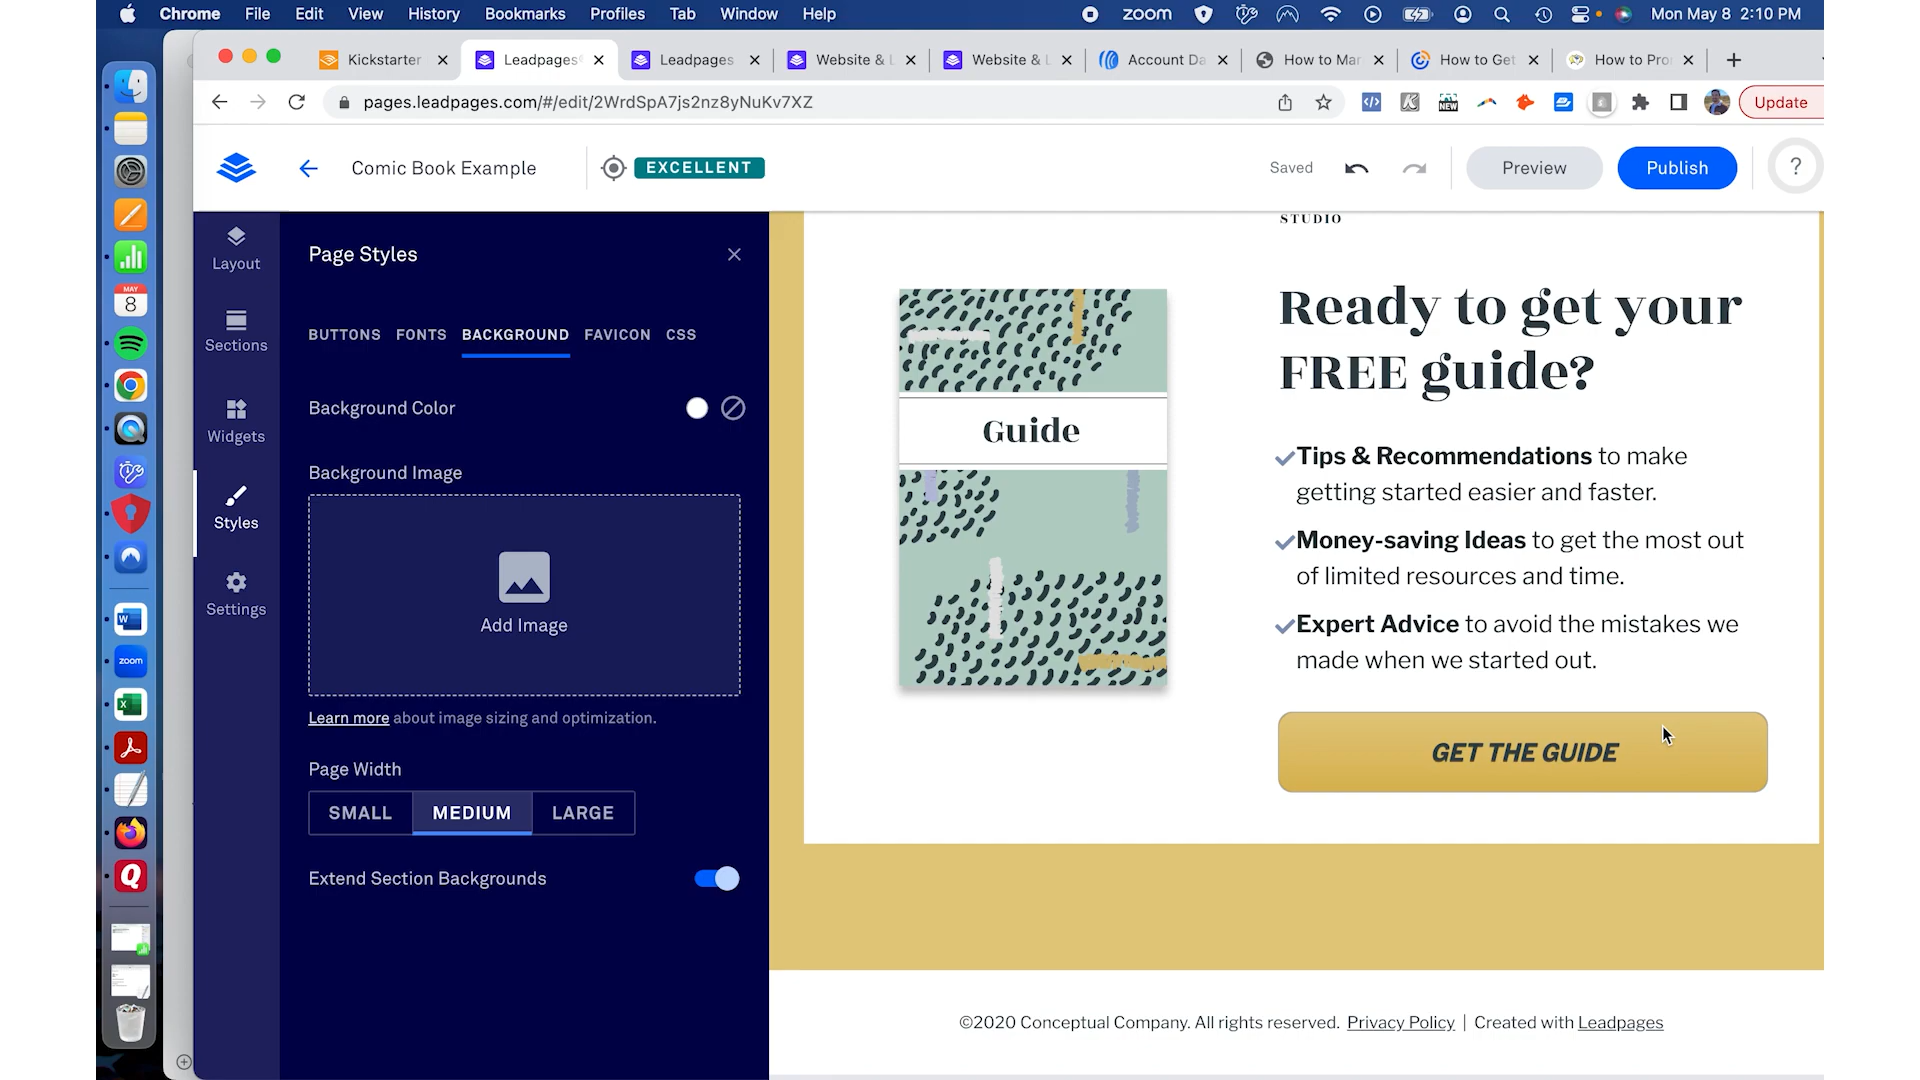 Chrome File Edit View History Bookmarks Profiles Tab Window Help
zoom
Mon May 8 2:10 PM
Kickstarter
Leadpages
Leadpages
Website & L
Website & L
Account Da
How to Mar
How to Get
How to Pro
pages.leadpages.com/#/edit/2WrdSpA7js2nz8yNuKv7XZ
NEW
Update
Comic Book Example
EXCELLENT
Saved
Preview
Publish
?
Layout
Sections
Widgets
Styles
Settings
Page Styles
BUTTONS FONTS BACKGROUND FAVICON CSS
Background Color
Background Image
Add Image
Learn more about image sizing and optimization.
Page Width
SMALL MEDIUM LARGE
Extend Section Backgrounds
STUDIO
Guide
Ready to get your
FREE guide?
Tips & Recommendations to make
getting started easier and faster.
Money-saving Ideas to get the most out
of limited resources and time.
Expert Advice to avoid the mistakes we
made when we started out.
GET THE GUIDE
©2020 Conceptual Company. All rights reserved. Privacy Policy | Created with Leadpages
MAY
8
W
zoom
X
Q